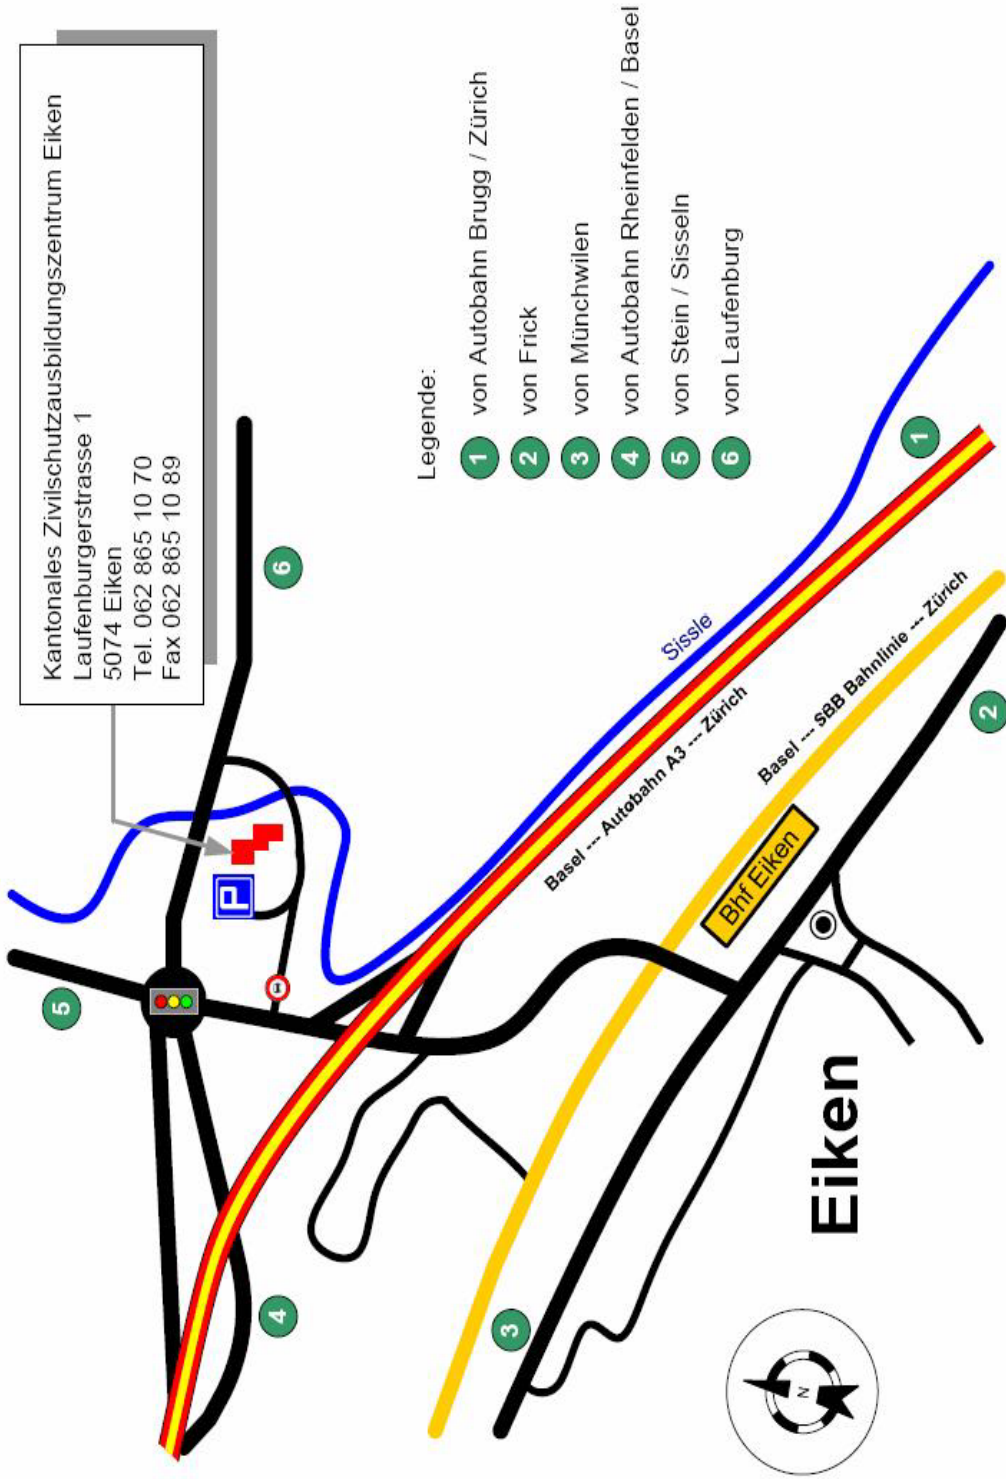 Kantonales Zivilschutzausbildungszentrum Eiken
Laufenburgerstrasse 1
5074 Eiken
Tel. 062 865 10 70
Fax 062 865 10 89
5
6
P
4
3
Sissle
Basel --- Autobahn A3 --- Zürich
Basel --- SBB Bahnlinie --- Zürich
Bhf Eiken
1
2
Eiken
N
Legende:
1 von Autobahn Brugg / Zürich
2 von Frick
3 von Münchwilen
4 von Autobahn Rheinfelden / Basel
5 von Stein / Sisseln
6 von Laufenburg